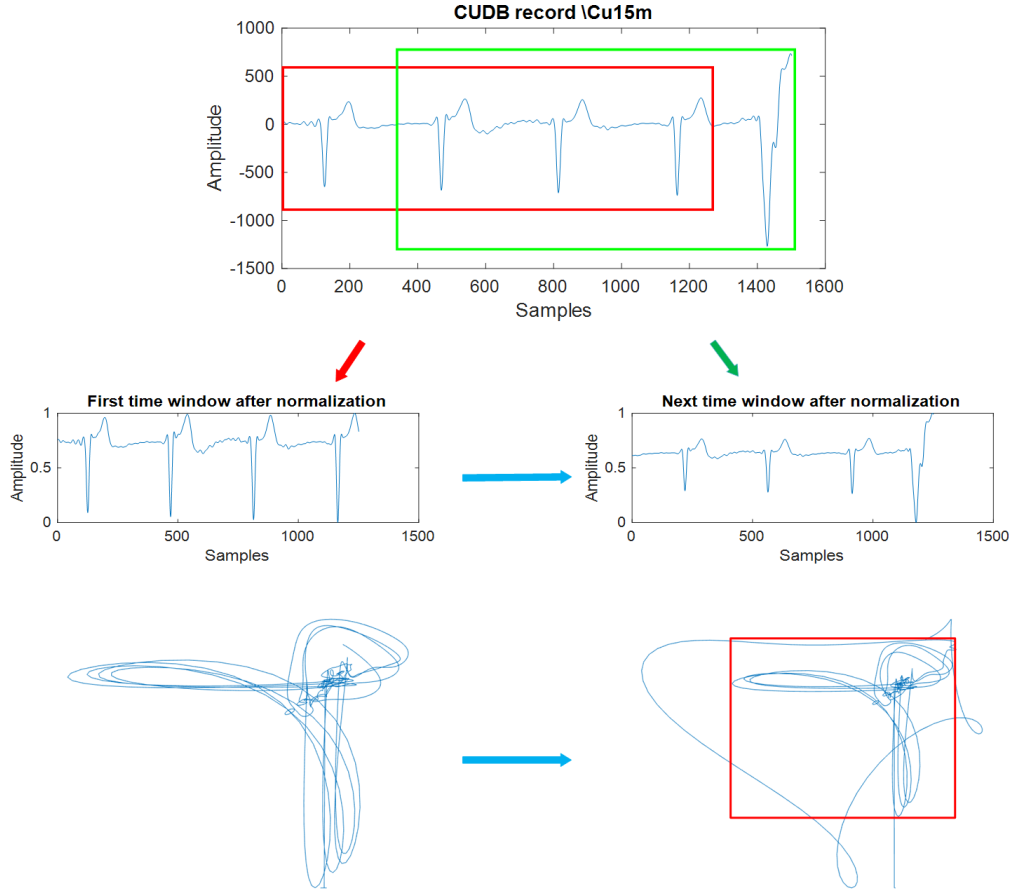 CUDB record \Cu15m
1000
500
0
-500
-1000
-1500
Amplitude
0 200 400 600 800 1000 1200 1400 1600
Samples
First time window after normalization
1
0.5
0
Amplitude
0 500 1000 1500
Samples
Next time window after normalization
1
0.5
0
Amplitude
0 500 1000 1500
Samples